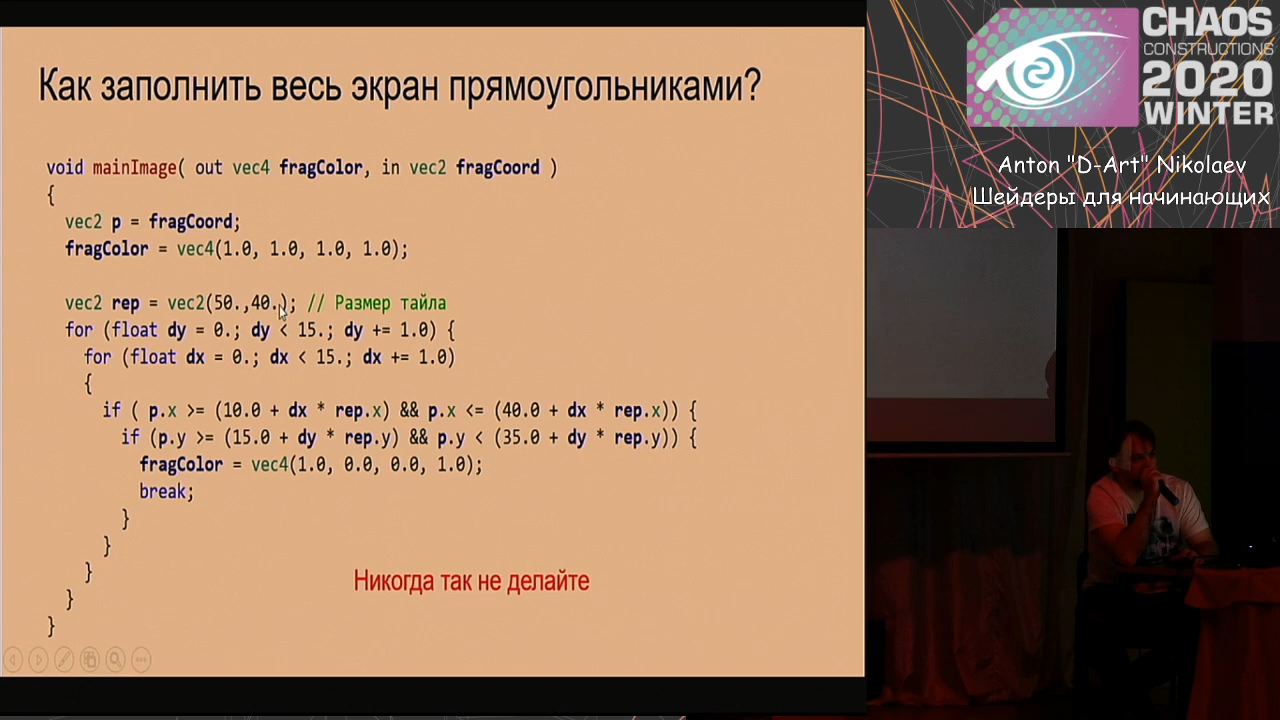 Как заполнить весь экран прямоугольниками?
void mainImage( out vec4 fragColor, in vec2 fragCoord )
{
vec2 p = fragCoord;
fragColor = vec4(1.0, 1.0, 1.0, 1.0);
vec2 rep = vec2(50.,40.); // Размер тайла
for (float dy = 0.; dy < 15.; dy += 1.0) {
for (float dx = 0.; dx < 15.; dx += 1.0)
{
if ( p.x >= (10.0 + dx * rep.x) && p.x <= (40.0 + dx * rep.x)) {
if (p.y >= (15.0 + dy * rep.y) && p.y < (35.0 + dy * rep.y)) {
fragColor = vec4(1.0, 0.0, 0.0, 1.0);
break;
}
}
}
}
}
Никогда так не делайте
CHAOS
CONSTRUCTIONS
2020
WINTER
Anton "D-Art" Nikolaev
Шейдеры для начинающих